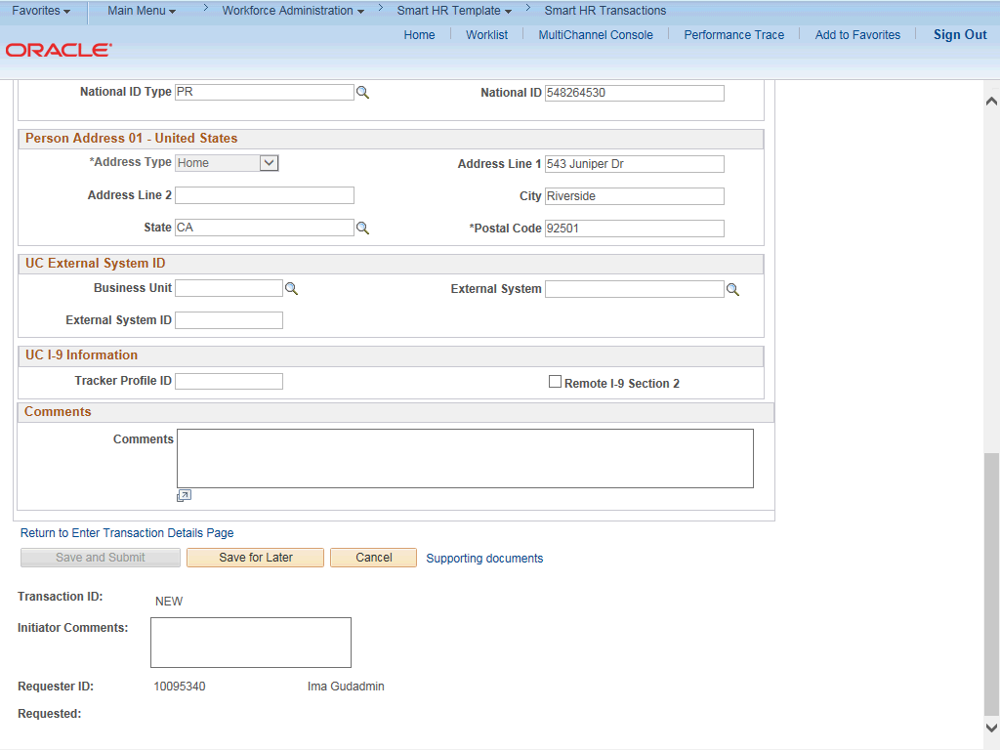 Favorites Main Menu > Workforce Administration > Smart HR Template > Smart HR Transactions
Home Worklist MultiChannel Console Performance Trace Add to Favorites Sign Out
ORACLE
National ID Type PR National ID 548264530
Person Address 01 - United States
*Address Type Home Address Line 1 543 Juniper Dr
Address Line 2 City Riverside
State CA *Postal Code 92501
UC External System ID
Business Unit External System
External System ID
UC I-9 Information
Tracker Profile ID Remote I-9 Section 2
Comments
Comments
Return to Enter Transaction Details Page
Save and Submit Save for Later Cancel Supporting documents
Transaction ID: NEW
Initiator Comments:
Requester ID: 10095340 Ima Gudadmin
Requested: